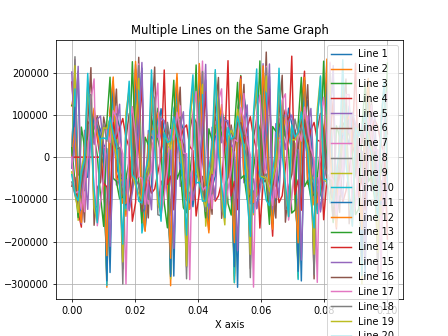 Multiple Lines on the Same Graph
200000
100000
0
−100000
−200000
−300000
0.00
0.02
0.04
0.06
0.08
X axis
Line 1
Line 2
Line 3
Line 4
Line 5
Line 6
Line 7
Line 8
Line 9
Line 10
Line 11
Line 12
Line 13
Line 14
Line 15
Line 16
Line 17
Line 18
Line 19
Line 20